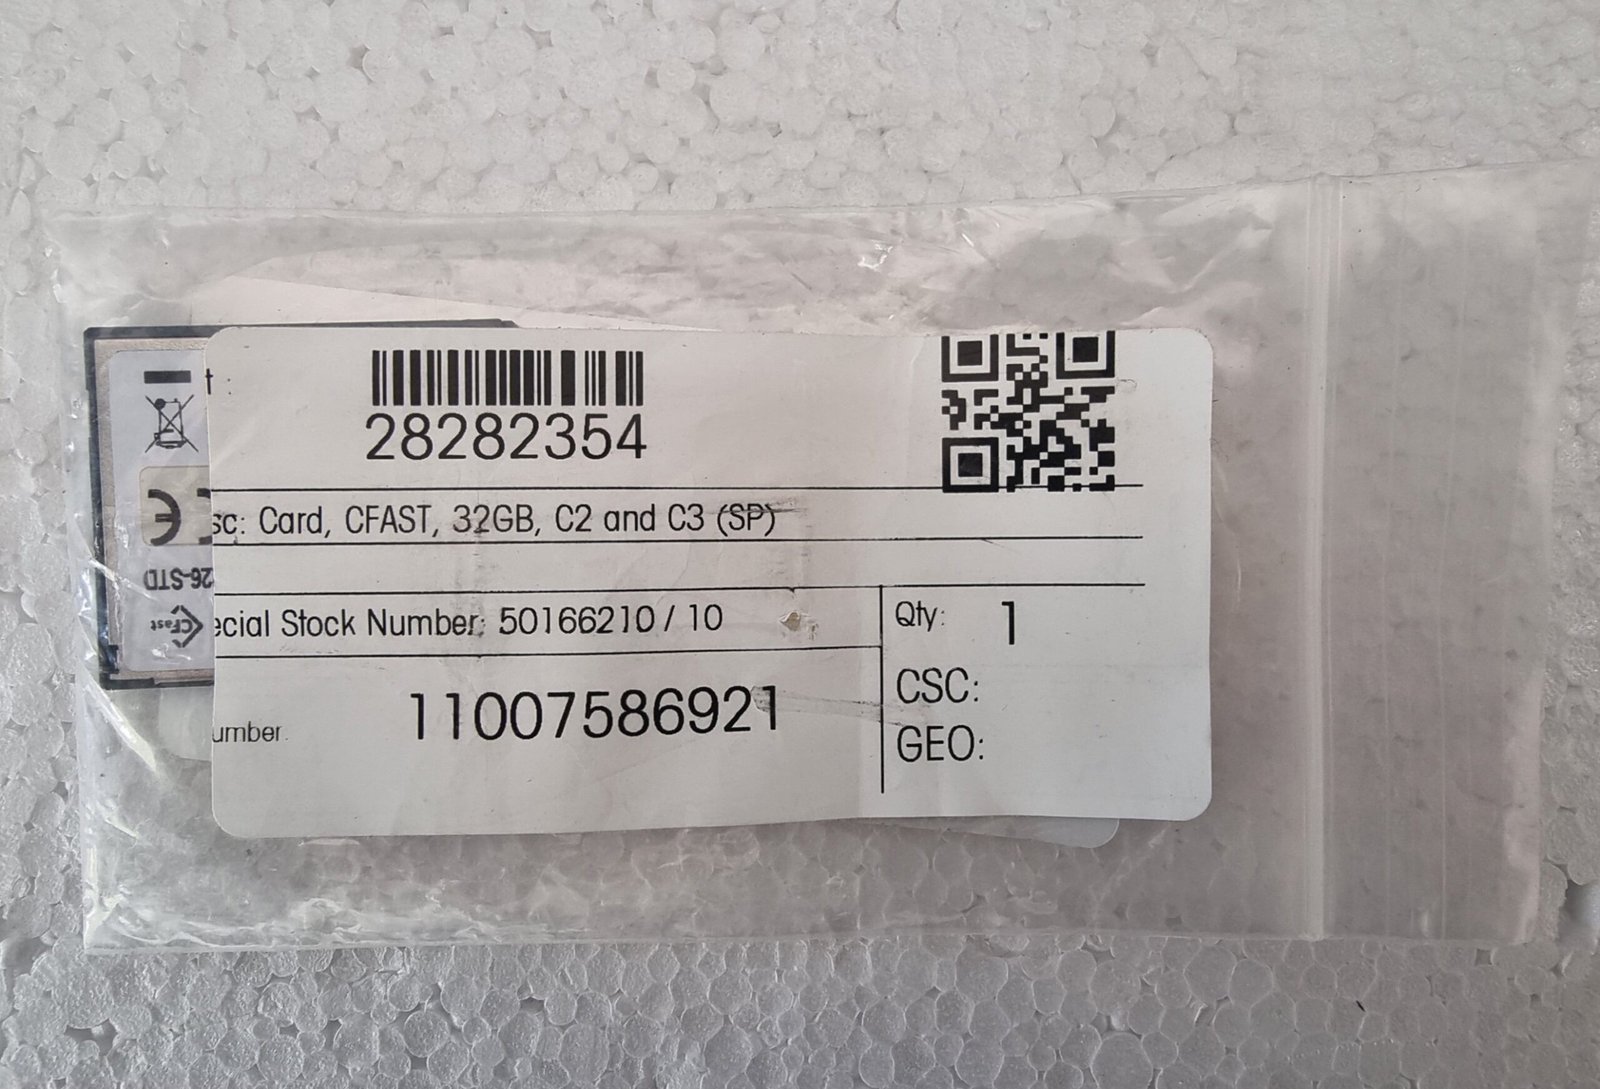 t :
28282354
sc: Card, CFAST, 32GB, C2 and C3 (SP)
26-STD
CFast
ecial Stock Number: 50166210 / 10
Qty: 1
umber. 11007586921
CSC:
GEO: